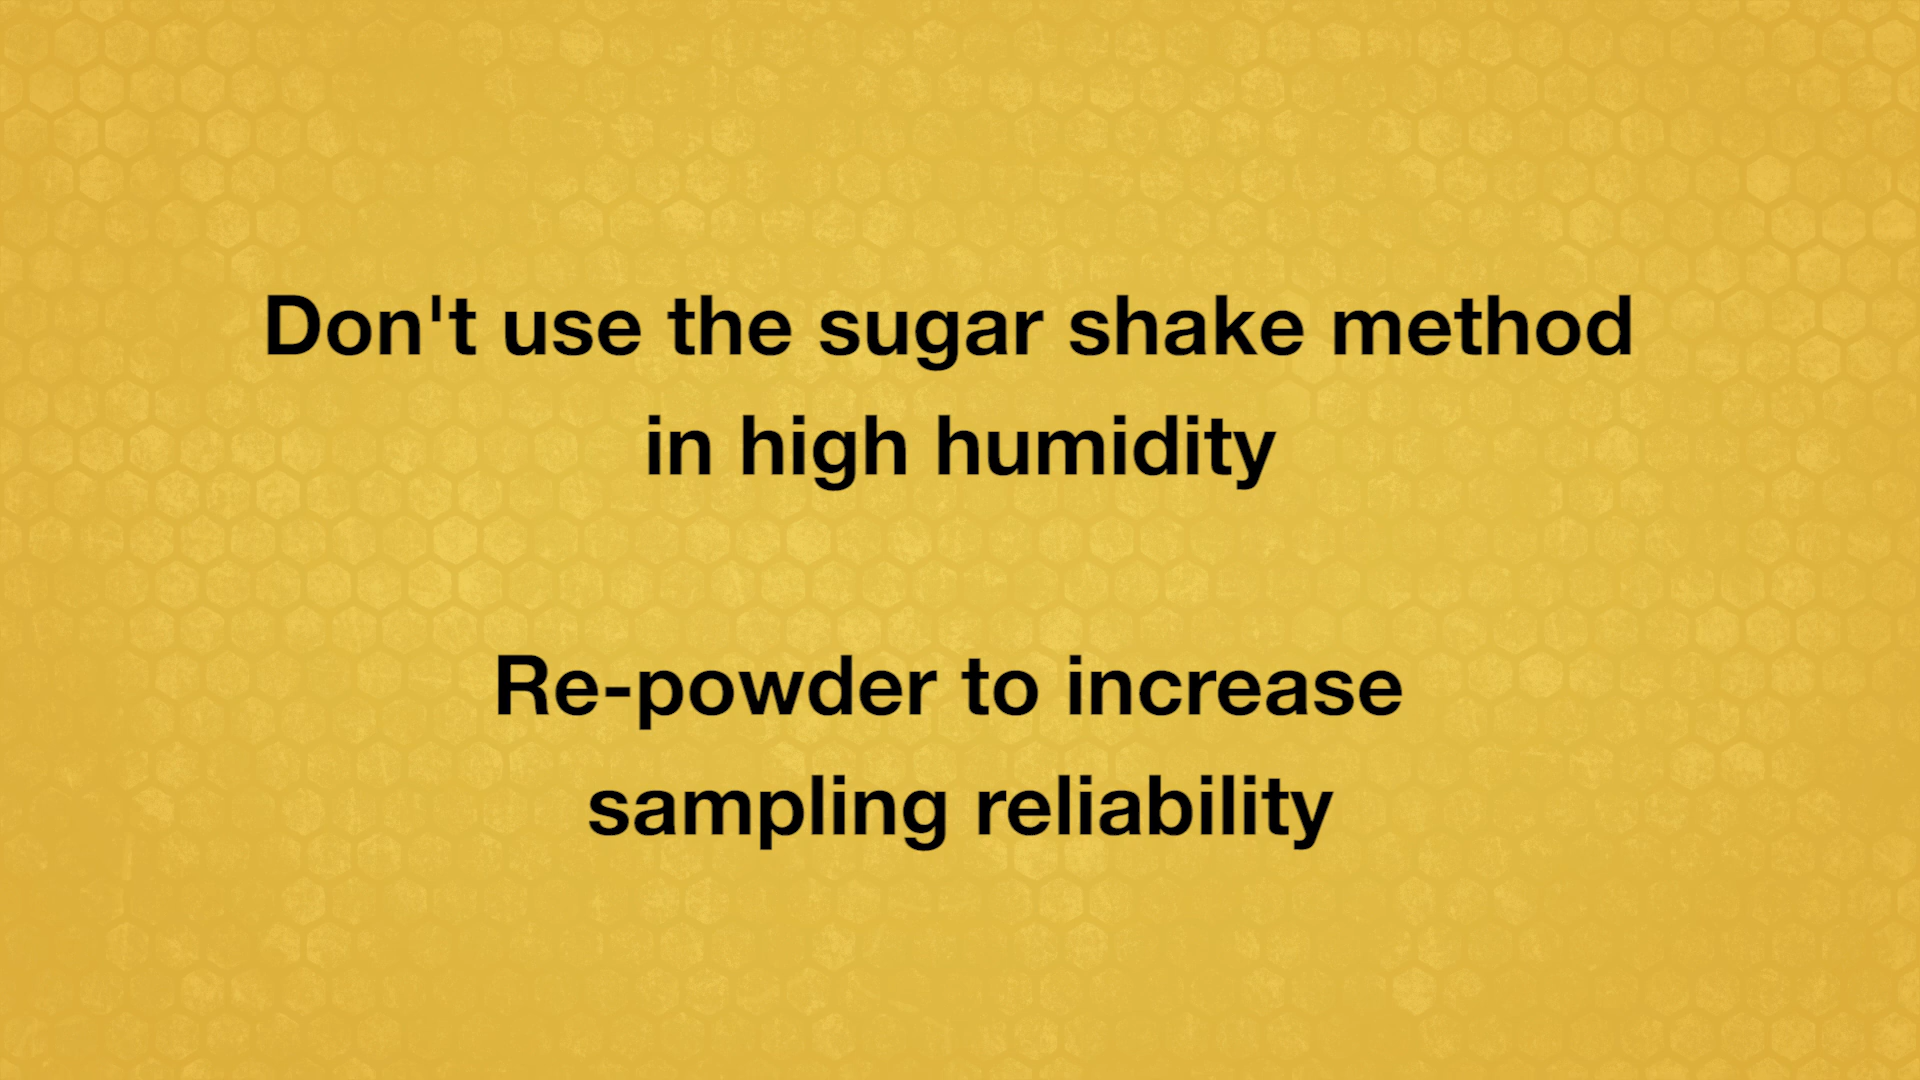 Don't use the sugar shake method
in high humidity
Re-powder to increase
sampling reliability